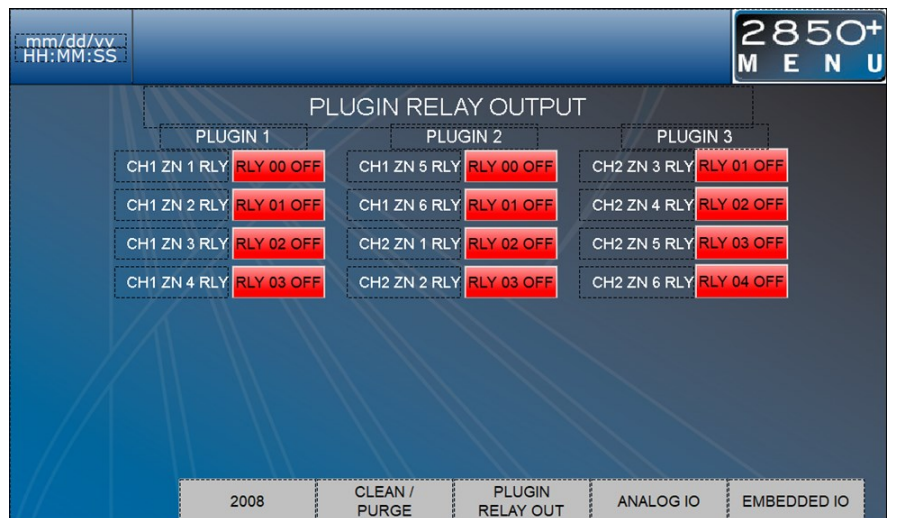 mm/dd/yy
HH:MM:SS
2850+
MENU
PLUGIN RELAY OUTPUT
PLUGIN 1 PLUGIN 2 PLUGIN 3
CH1 ZN 1 RLY RLY 00 OFF CH1 ZN 5 RLY RLY 00 OFF CH2 ZN 3 RLY RLY 01 OFF
CH1 ZN 2 RLY RLY 01 OFF CH1 ZN 6 RLY RLY 01 OFF CH2 ZN 4 RLY RLY 02 OFF
CH1 ZN 3 RLY RLY 02 OFF CH2 ZN 1 RLY RLY 02 OFF CH2 ZN 5 RLY RLY 03 OFF
CH1 ZN 4 RLY RLY 03 OFF CH2 ZN 2 RLY RLY 03 OFF CH2 ZN 6 RLY RLY 04 OFF
2008
CLEAN /
PURGE
PLUGIN
RELAY OUT
ANALOG IO
EMBEDDED IO